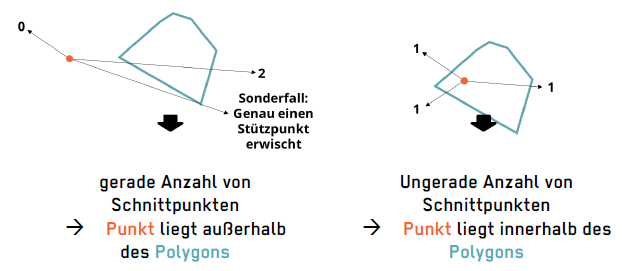 0
2
Sonderfall:
Genau einen
Stützpunkt
erwischt
gerade Anzahl von
Schnittpunkten
→ Punkt liegt außerhalb
des Polygons
1
1
1
Ungerade Anzahl von
Schnittpunkten
→ Punkt liegt innerhalb des
Polygons